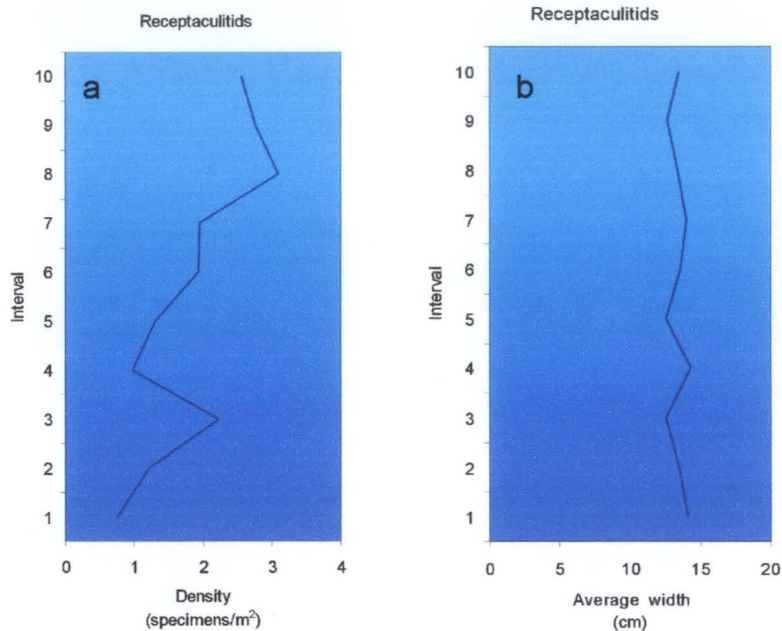 Receptaculitids
a
10
9
8
7
6
5
4
3
2
1
Interval
0 1 2 3 4
Density
(specimens/m²)
Receptaculitids
b
10
9
8
7
6
5
4
3
2
1
Interval
0 5 10 15 20
Average width
(cm)